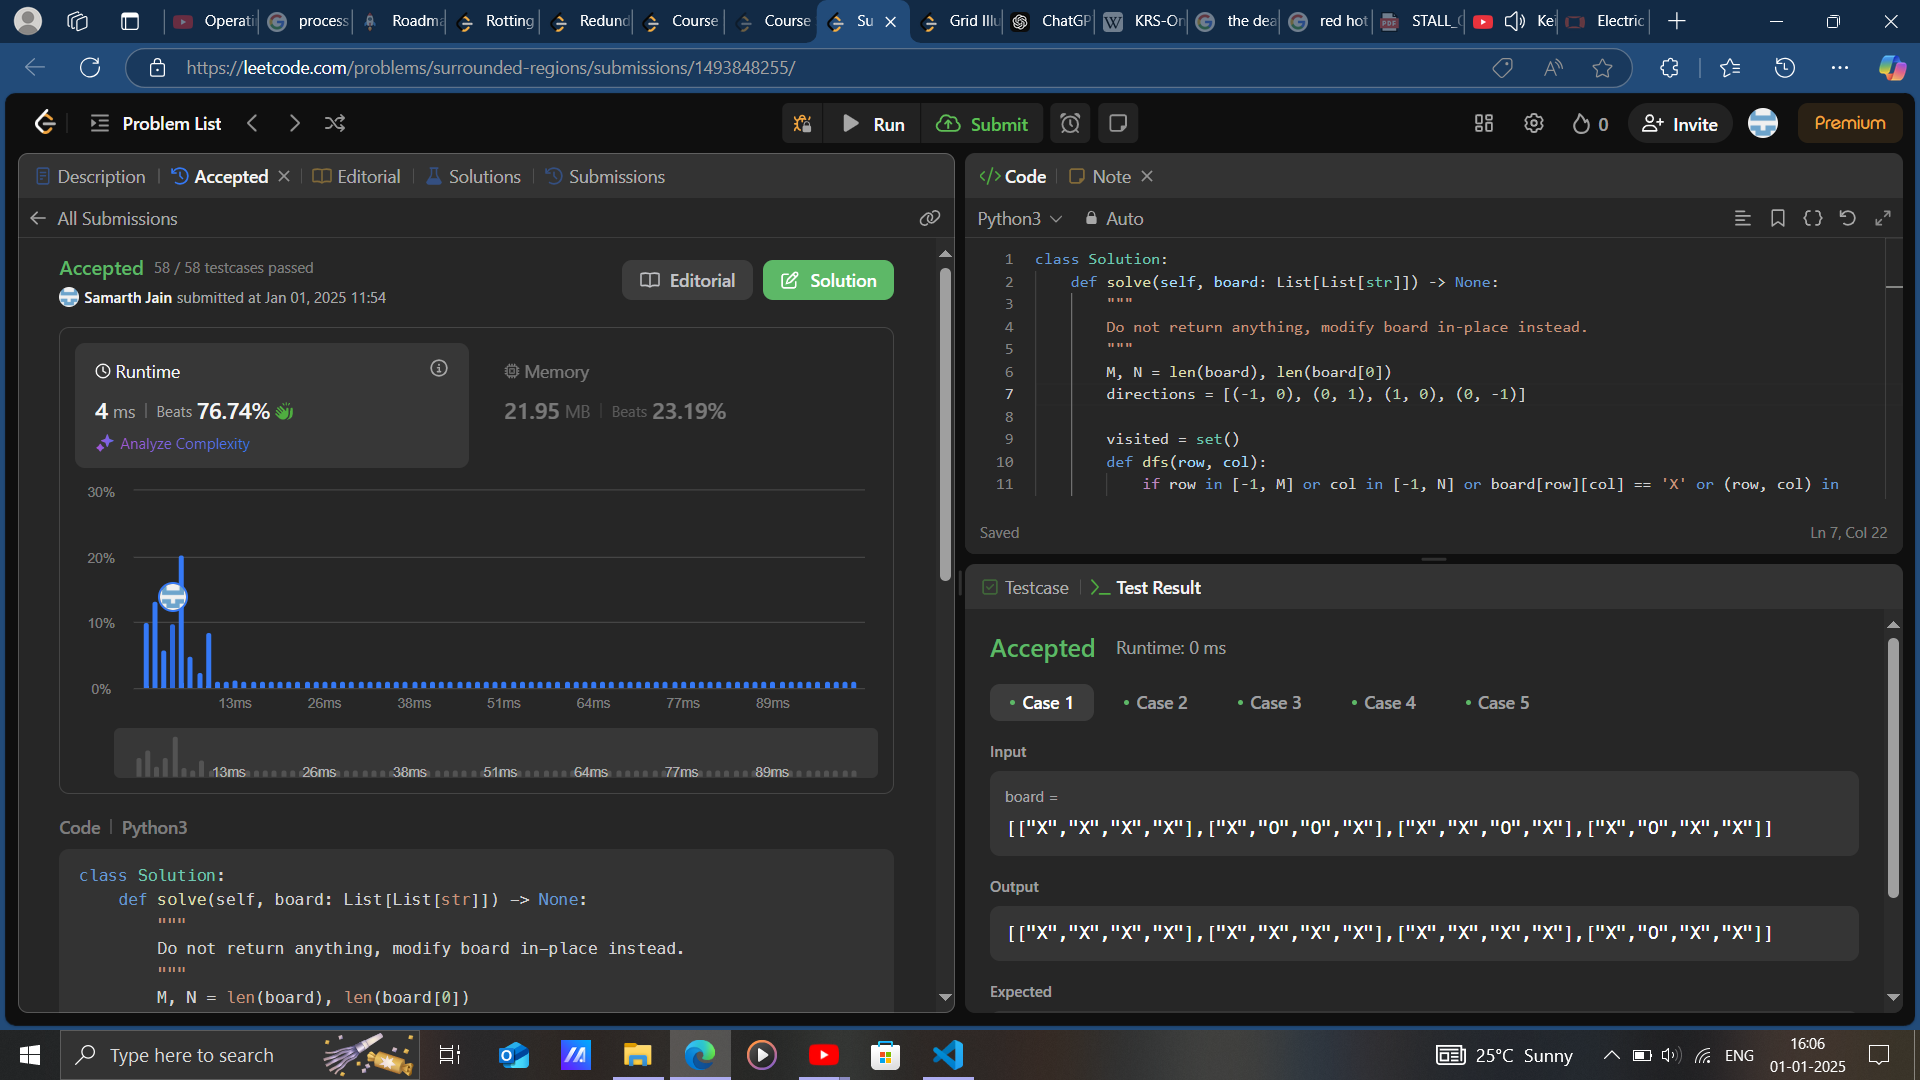 Operati
process
Roadma
Rotting
Redund
Course
Course
Su
Grid Illu
ChatGP
KRS-On
the dea
red hot
STALL_
Kei
Electric
https://leetcode.com/problems/surrounded-regions/submissions/1493848255/
Problem List
Run
Submit
0
Invite
Premium
Description
Accepted
Editorial
Solutions
Submissions
All Submissions
Accepted 58 / 58 testcases passed
Samarth Jain submitted at Jan 01, 2025 11:54
Editorial
Solution
Runtime
4 ms | Beats 76.74%
Analyze Complexity
Memory
21.95 MB | Beats 23.19%
30%
20%
10%
0%
13ms 26ms 38ms 51ms 64ms 77ms 89ms
13ms 26ms 38ms 51ms 64ms 77ms 89ms
Code | Python3
class Solution:
def solve(self, board: List[List[str]]) -> None:
"""
Do not return anything, modify board in-place instead.
"""
M, N = len(board), len(board[0])
Code
Note
Python3
Auto
1 class Solution:
2 def solve(self, board: List[List[str]]) -> None:
3 """
4 Do not return anything, modify board in-place instead.
5 """
6 M, N = len(board), len(board[0])
7 directions = [(-1, 0), (0, 1), (1, 0), (0, -1)]
8
9 visited = set()
10 def dfs(row, col):
11 if row in [-1, M] or col in [-1, N] or board[row][col] == 'X' or (row, col) in
Saved
Ln 7, Col 22
Testcase
Test Result
Accepted Runtime: 0 ms
Case 1
Case 2
Case 3
Case 4
Case 5
Input
board =
[["X","X","X","X"],["X","O","O","X"],["X","X","O","X"],["X","O","X","X"]]
Output
[["X","X","X","X"],["X","X","X","X"],["X","X","X","X"],["X","O","X","X"]]
Expected
Type here to search
25°C Sunny
ENG
16:06
01-01-2025